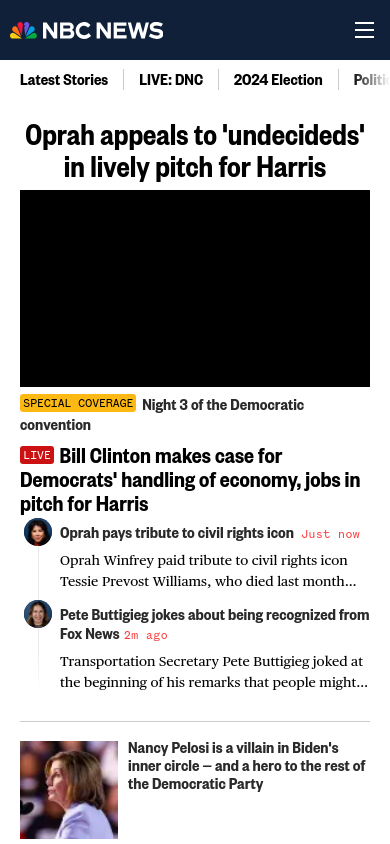 NBC NEWS
Latest Stories
LIVE: DNC
2024 Election
Oprah appeals to 'undecideds'
in lively pitch for Harris
SPECIAL COVERAGE Night 3 of the Democratic
convention
LIVE Bill Clinton makes case for
Democrats' handling of economy, jobs in
pitch for Harris
Oprah pays tribute to civil rights icon Just now
Oprah Winfrey paid tribute to civil rights icon
Tessie Prevost Williams, who died last month...
Pete Buttigieg jokes about being recognized from
Fox News 2m ago
Transportation Secretary Pete Buttigieg joked at
the beginning of his remarks that people might...
Nancy Pelosi is a villain in Biden's
inner circle — and a hero to the rest of
the Democratic Party